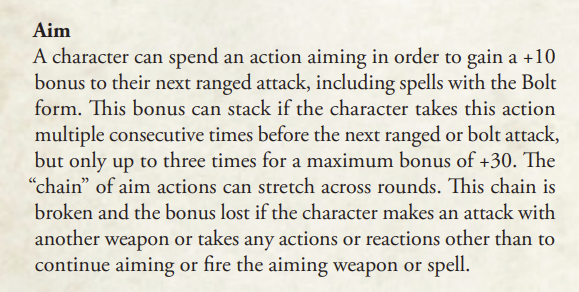 Aim
A character can spend an action aiming in order to gain a +10
bonus to their next ranged attack, including spells with the Bolt
form. This bonus can stack if the character takes this action
multiple consecutive times before the next ranged or bolt attack,
but only up to three times for a maximum bonus of +30. The
“chain” of aim actions can stretch across rounds. This chain is
broken and the bonus lost if the character makes an attack with
another weapon or takes any actions or reactions other than to
continue aiming or fire the aiming weapon or spell.